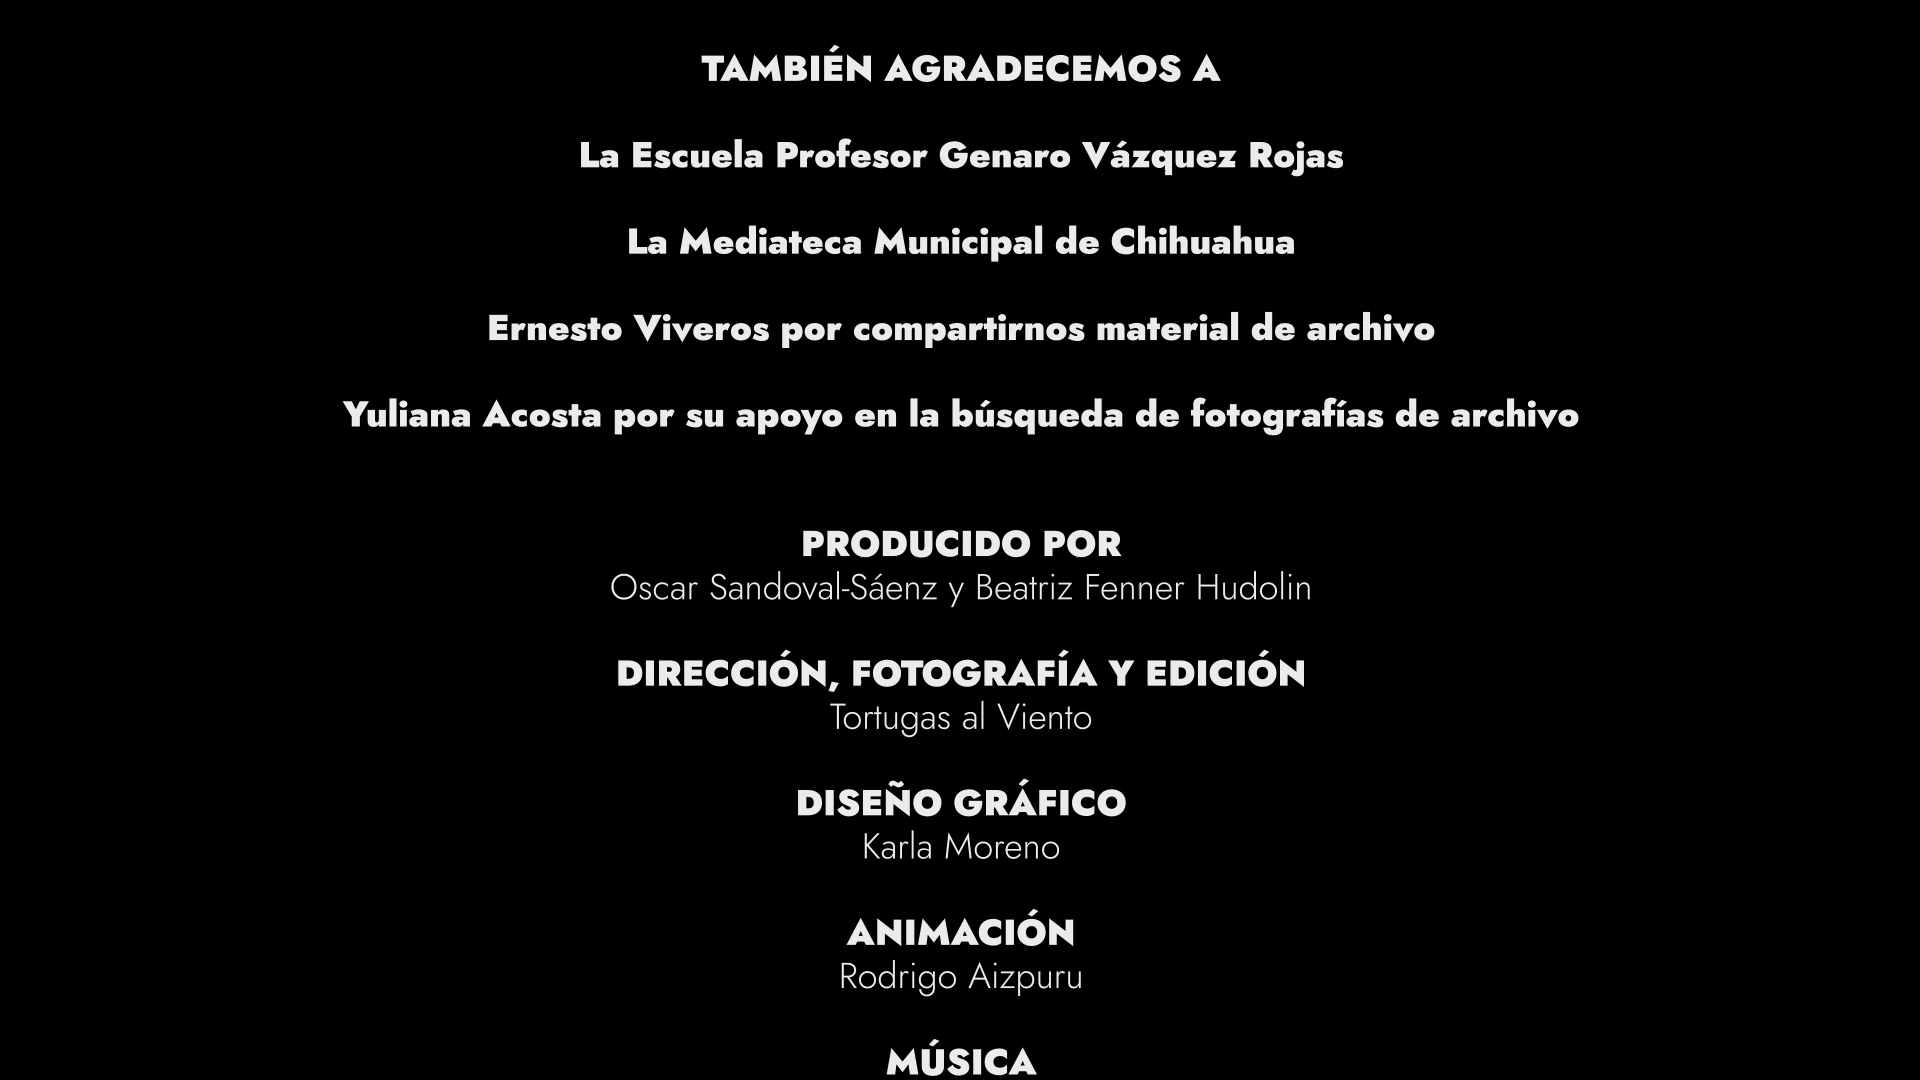 TAMBIÉN AGRADECEMOS A
La Escuela Profesor Genaro Vázquez Rojas
La Mediateca Municipal de Chihuahua
Ernesto Viveros por compartirnos material de archivo
Yuliana Acosta por su apoyo en la búsqueda de fotografías de archivo
PRODUCIDO POR
Oscar Sandoval-Sáenz y Beatriz Fenner Hudolin
DIRECCIÓN, FOTOGRAFÍA Y EDICIÓN
Tortugas al Viento
DISEÑO GRÁFICO
Karla Moreno
ANIMACIÓN
Rodrigo Aizpuru
MÚSICA